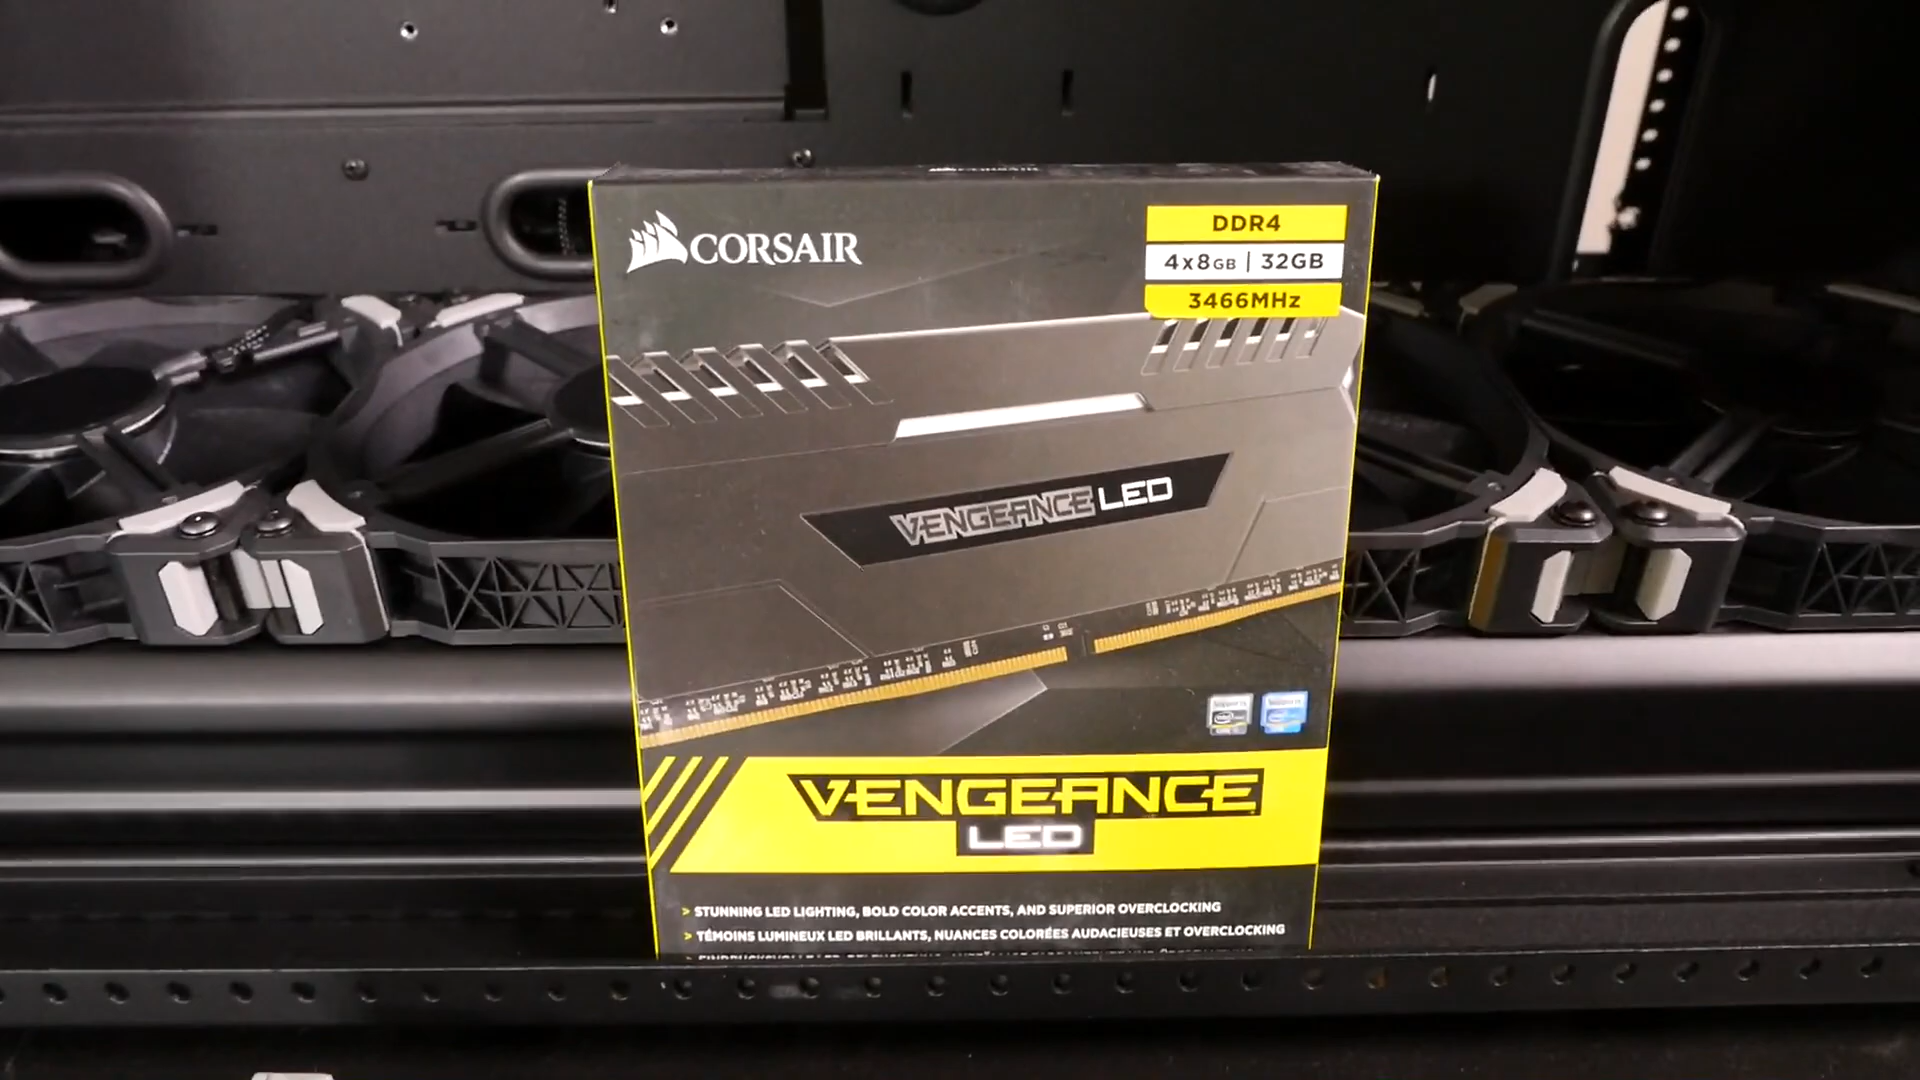 CORSAIR
CORSAIR
DDR4
4x8GB | 32GB
3466MHz
VENGEANCE LED
VENGEANCE
LED
> STUNNING LED LIGHTING, BOLD COLOR ACCENTS, AND SUPERIOR OVERCLOCKING
> TÉMOINS LUMINEUX LED BRILLANTS, NUANCES COLORÉES AUDACIEUSES ET OVERCLOCKING